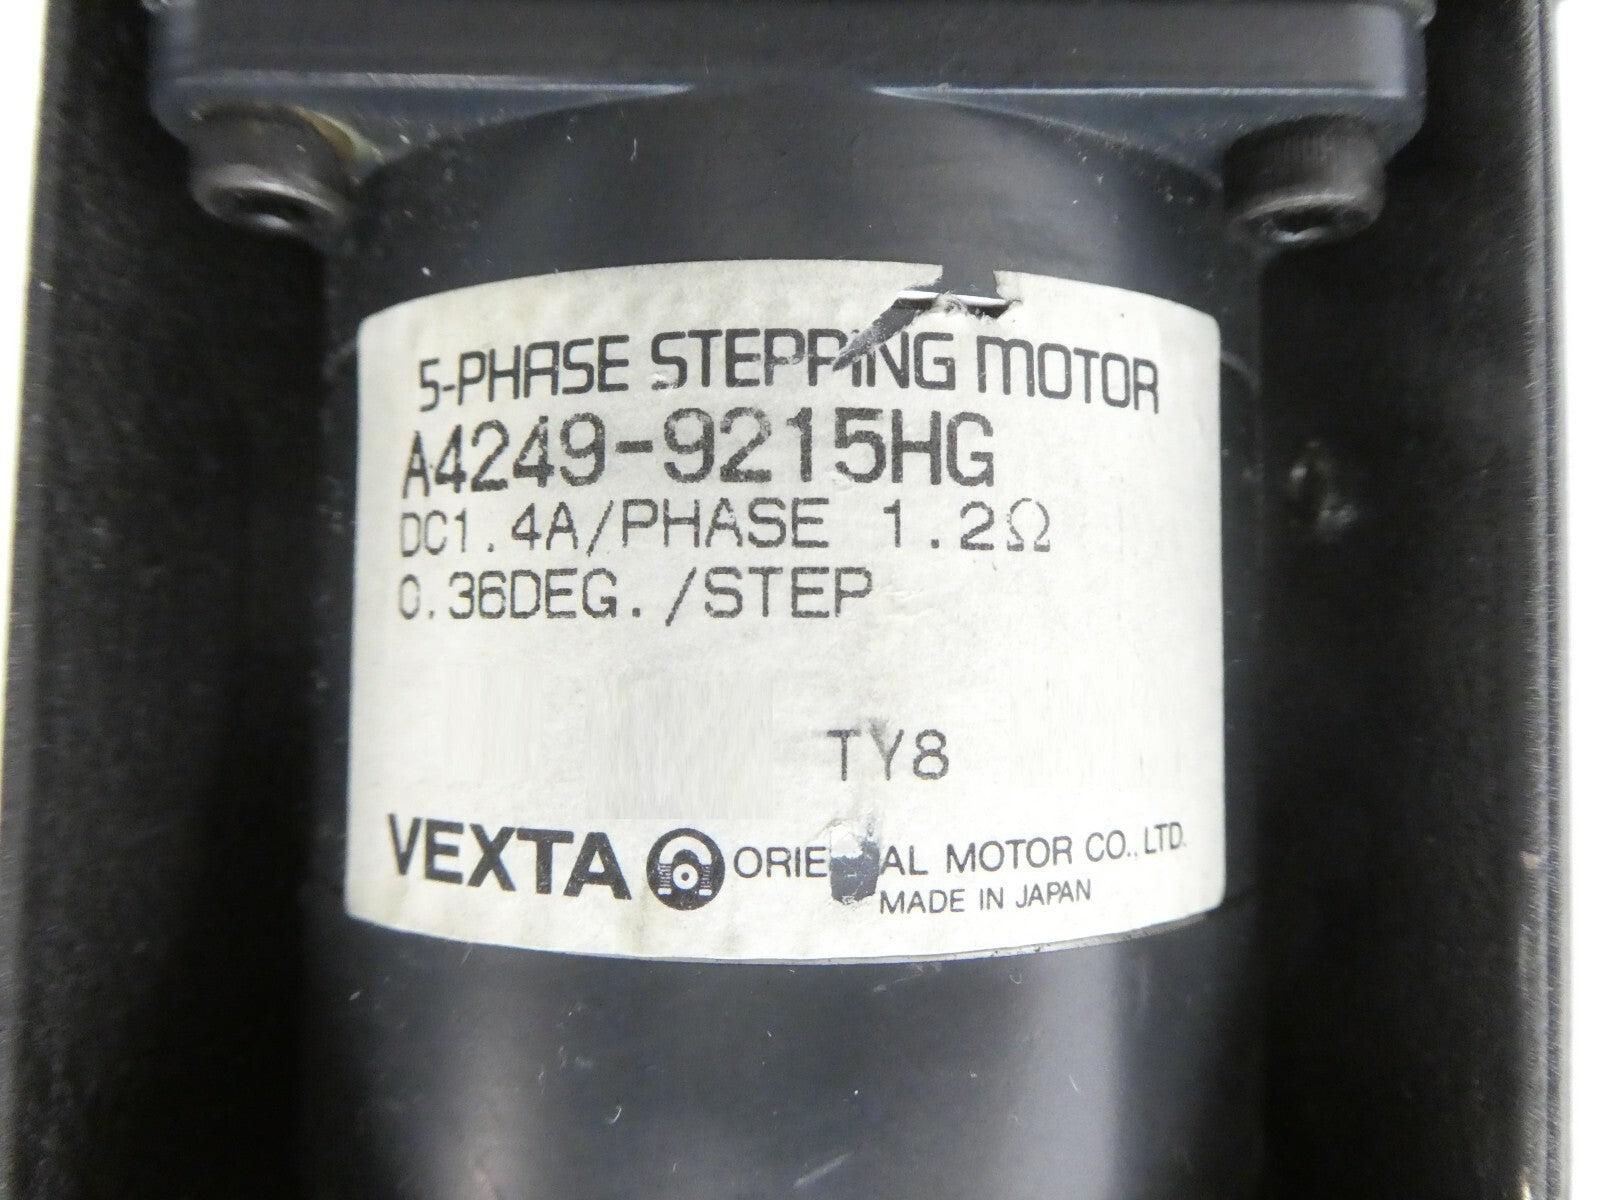 5-PHASE STEPPING MOTOR
A4249-9215HG
DC1.4A/PHASE 1.2Ω
0.36DEG./STEP
TY8
VEXTA ORIE AL MOTOR CO., LTD.
MADE IN JAPAN